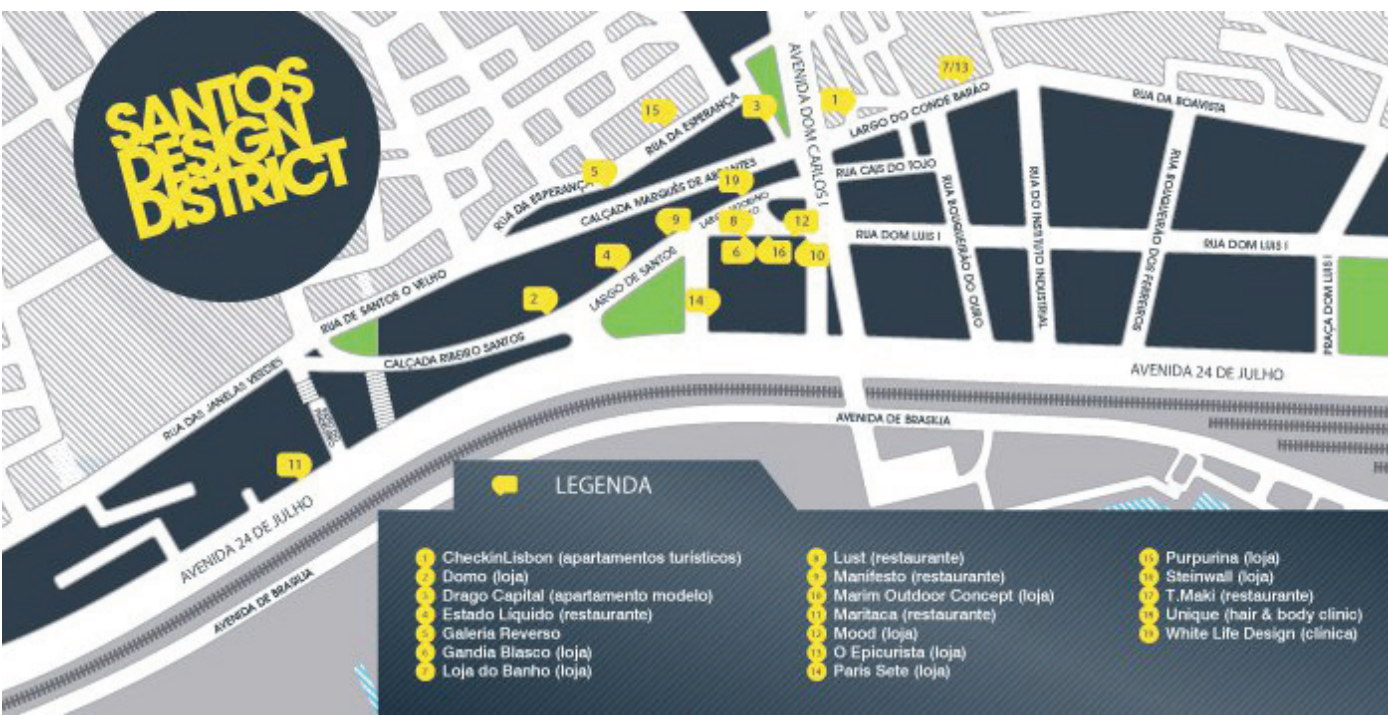 SANTOS
DESIGN
DISTRICT
AVENIDA DOM CARLOS I
7/13
15
3
1
RUA DA ESPERANÇA
LARGO DO CONDE BARÃO
RUA DA BOAVISTA
5
RUA DA ESPERANÇA
CALÇADA MARQUÊS DE ABRANTES
19
RUA CAIS DO TOJO
9
8
12
RUA DOM LUIS I
RUA DOM LUIS I
RUA BOUQUEIRÃO DO OURO
RUA DO INSTITUTO INDUSTRIAL
RUA BOUQUEIRÃO DOS FERREIROS
PRAÇA DOM LUIS I
4
6
16
10
LARGO DE SANTOS
2
14
RUA DE SANTOS O VELHO
CALÇADA RIBEIRO SANTOS
RUA DAS JANELAS VERDES
AVENIDA 24 DE JULHO
AVENIDA DE BRASILIA
11
AVENIDA 24 DE JULHO
AVENIDA DE BRASILIA
LEGENDA
1 CheckinLisbon (apartamentos turísticos)
2 Domo (loja)
3 Drago Capital (apartamento modelo)
4 Estado Líquido (restaurante)
5 Galeria Reverso
6 Gandia Blasco (loja)
7 Loja do Banho (loja)
8 Lust (restaurante)
9 Manifesto (restaurante)
10 Marim Outdoor Concept (loja)
11 Maritaca (restaurante)
12 Mood (loja)
13 O Epicurista (loja)
14 Paris Sete (loja)
15 Purpurina (loja)
16 Steinwall (loja)
17 T.Maki (restaurante)
18 Unique (hair & body clinic)
19 White Life Design (clínica)